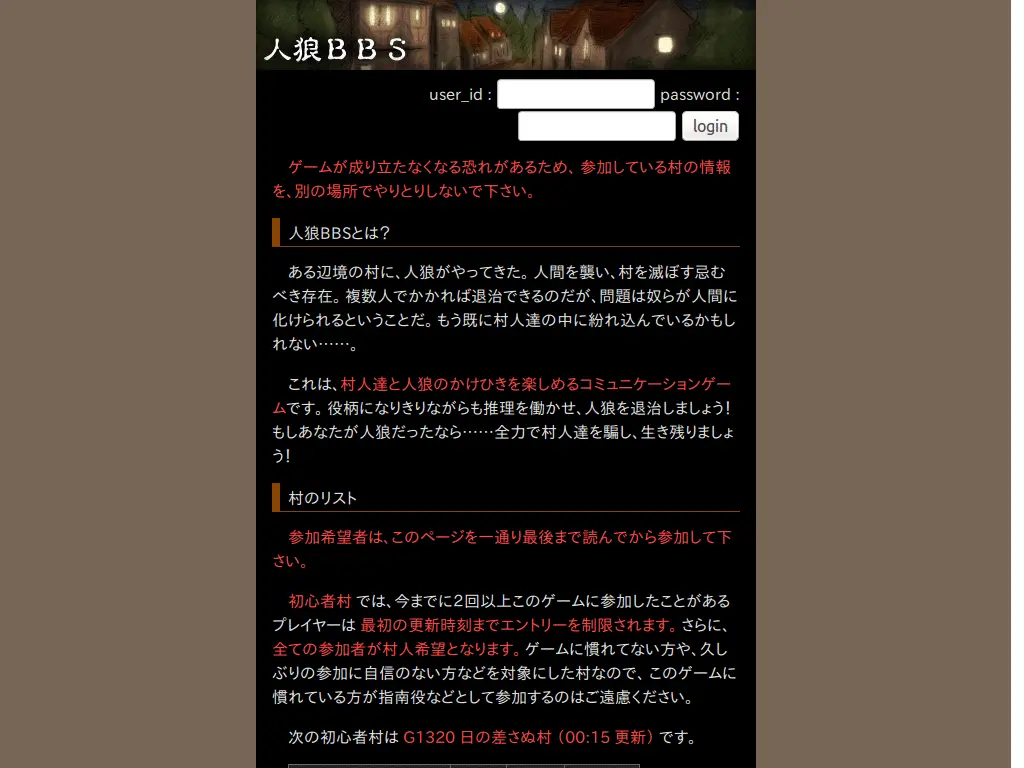 人狼ＢＢＳ
user_id : password :
login
ゲームが成り立たなくなる恐れがあるため、参加している村の情報
を、別の場所でやりとりしないで下さい。
人狼BBSとは？
ある辺境の村に、人狼がやってきた。人間を襲い、村を滅ぼす忌む
べき存在。複数人でかかれば退治できるのだが、問題は奴らが人間に
化けられるということだ。もう既に村人達の中に紛れ込んでいるかもし
れない……。
これは、村人達と人狼のかけひきを楽しめるコミュニケーションゲー
ムです。役柄になりきりながらも推理を働かせ、人狼を退治しましょう！
もしあなたが人狼だったなら……全力で村人達を騙し、生き残りましょ
う！
村のリスト
参加希望者は、このページを一通り最後まで読んでから参加して下
さい。
初心者村 では、今までに2回以上このゲームに参加したことがある
プレイヤーは 最初の更新時刻までエントリーを制限されます。さらに、
全ての参加者が村人希望となります。ゲームに慣れてない方や、久し
ぶりの参加に自信のない方などを対象にした村なので、このゲームに
慣れている方が指南役などとして参加するのはご遠慮ください。
次の初心者村は G1320 日の差さぬ村 （00:15 更新） です。